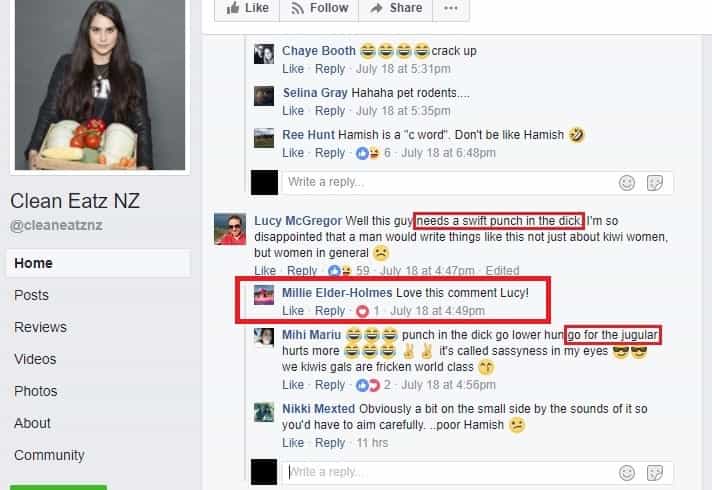 Like Follow Share ...
Chaye Booth 😂😂😂😂 crack up
Like · Reply · July 18 at 5:31pm
Selina Gray Hahaha pet rodents....
Like · Reply · July 18 at 5:35pm
Ree Hunt Hamish is a "c word". Don't be like Hamish 🤣
Like · Reply · 6 · July 18 at 6:48pm
Write a reply...
Clean Eatz NZ
@cleaneatznz
Home
Posts
Reviews
Videos
Photos
About
Community
Lucy McGregor Well this guy needs a swift punch in the dick. I'm so
disappointed that a man would write things like this not just about kiwi women,
but women in general ☹️
Like · Reply · 59 · July 18 at 4:47pm · Edited
Millie Elder-Holmes Love this comment Lucy!
Like · Reply · 1 · July 18 at 4:49pm
Mihi Mariu 😂😂😂 punch in the dick go lower hun go for the jugular
hurts more 😂😂😂✌️✌️ it's called sassyness in my eyes 😎😎
we kiwis gals are fricken world class 😙
Like · Reply · 2 · July 18 at 4:56pm
Nikki Mexted Obviously a bit on the small side by the sounds of it so
you'd have to aim carefully. ..poor Hamish 😕
Like · Reply · 11 hrs
Write a reply...